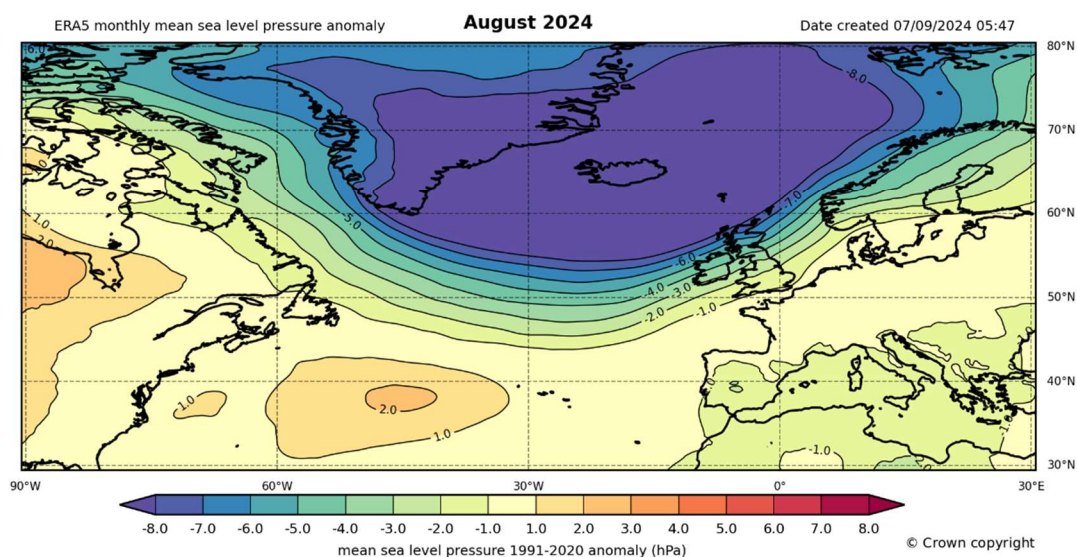 ERA5 monthly mean sea level pressure anomaly
August 2024
Date created 07/09/2024 05:47
-8.0
80°N
70°N
-7.0
60°N
-5.0
1.0
2.0
-6.0
-4.0
-3.0
-2.0
-1.0
50°N
40°N
1.0
2.0
1.0
-1.0
30°N
90°W
60°W
30°W
0°
30°E
-8.0 -7.0 -6.0 -5.0 -4.0 -3.0 -2.0 -1.0 1.0 2.0 3.0 4.0 5.0 6.0 7.0 8.0
mean sea level pressure 1991-2020 anomaly (hPa)
© Crown copyright